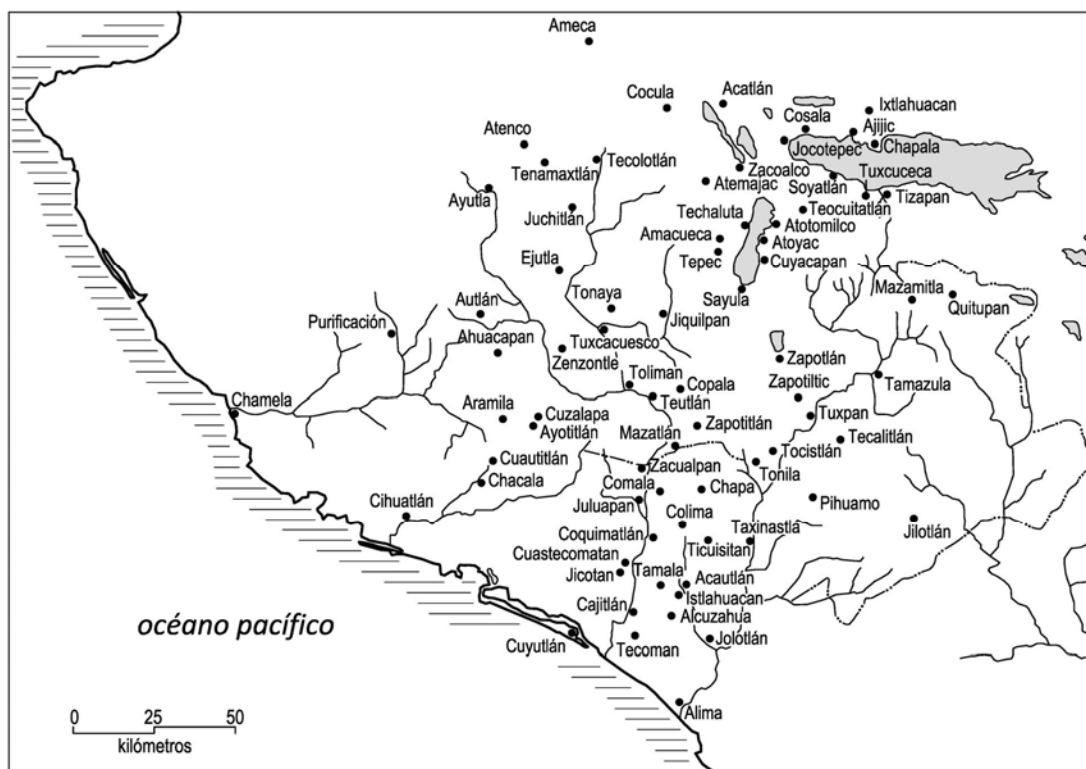 Ameca
Cocula
Acatlán
Ixtlahuacan
Cosala
Ajijic
Atenco
Jocotepec
Chapala
Tecolotlán
Tenamaxtlán
Zacoalco
Tuxcuceca
Atemajac
Soyatlán
Ayutla
Tizapan
Juchitlán
Techaluta
Teocuitatlán
Atotomilco
Amacueca
Atoyac
Ejutla
Tepec
Cuyacapan
Tonaya
Sayula
Mazamitla
Quitupan
Autlán
Purificación
Jiquilpan
Ahuacapan
Tuxcacuesco
Zenzontle
Zapotlán
Toliman
Copala
Zapotiltic
Tamazula
Chamela
Teutlán
Aramila
Cuzalapa
Tuxpan
Ayotitlán
Zapotitlán
Mazatlán
Tecalitlán
Tocistlán
Cuautitlán
Zacualpan
Tonila
Chacala
Comala
Chapa
Pihuamo
Cihuatlán
Juluapan
Colima
Jilotlán
Coquimatlán
Taxinastlá
Ticuisitan
Cuastecomatan
Tamala
Jicotan
Acautlán
Istlahuacan
Cajitlán
Alcuzahua
océano pacífico
Cuyutlán
Tecoman
Jolótlán
Alima
0 25 50
kilómetros